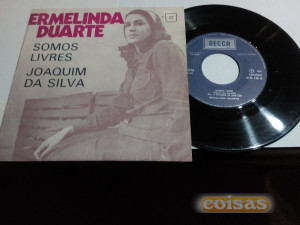 ERMELINDA
DUARTE
SOMOS
LIVRES
JOAQUIM
DA SILVA
DECCA
coisas